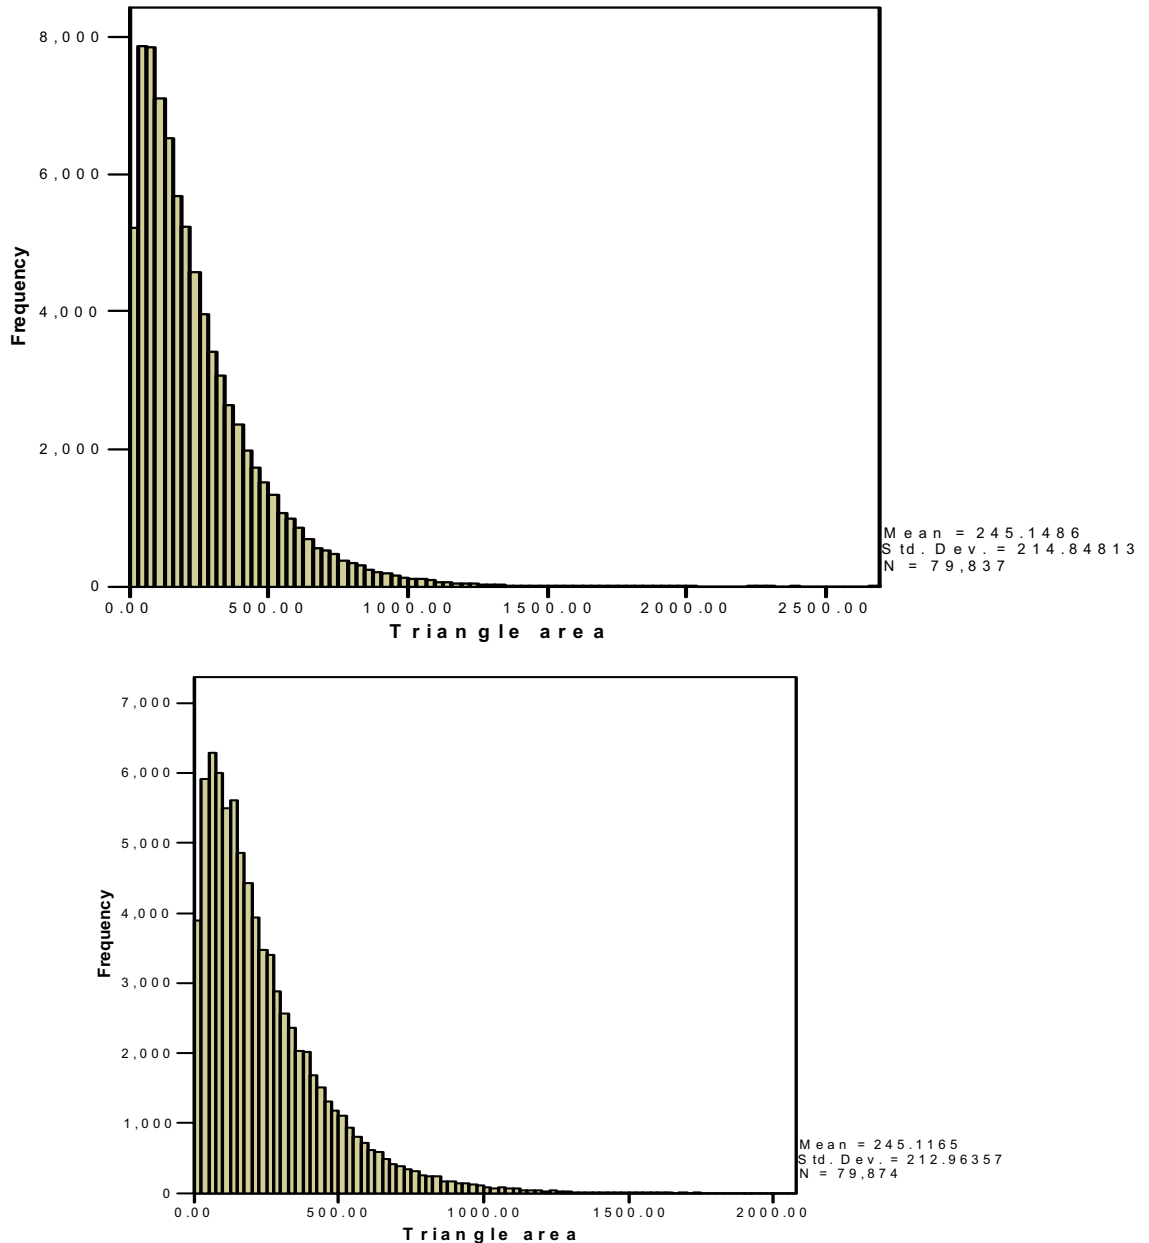 8,000
6,000
4,000
2,000
0
Frequency
0.00 500.00 1000.00 1500.00 2000.00 2500.00
Triangle area
Mean = 245.1486
Std. Dev. = 214.84813
N = 79,837
7,000
6,000
5,000
4,000
3,000
2,000
1,000
0
Frequency
0.00 500.00 1000.00 1500.00 2000.00
Triangle area
Mean = 245.1165
Std. Dev. = 212.96357
N = 79,874